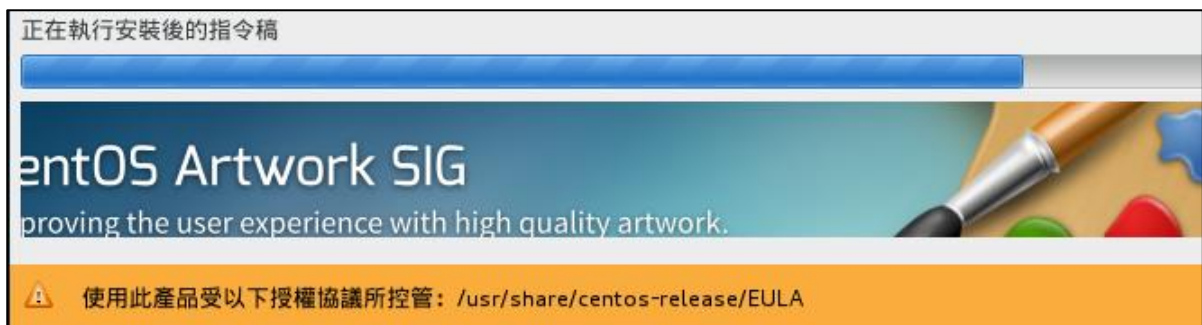 正在執行安裝後的指令稿
entOS Artwork SIG
proving the user experience with high quality artwork.
使用此產品受以下授權協議所控管：/usr/share/centos-release/EULA